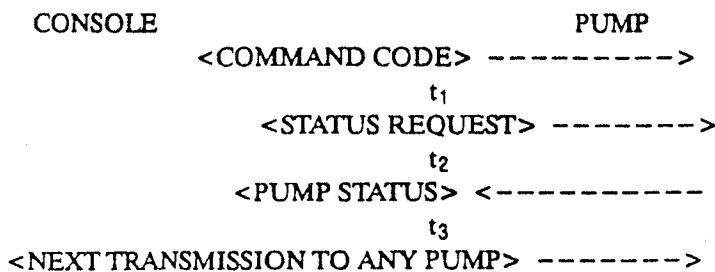 CONSOLE PUMP
<COMMAND CODE> - - - - - - - - - - >
t1
<STATUS REQUEST> - - - - - - - >
t2
<PUMP STATUS> < - - - - - - - - - - -
t3
<NEXT TRANSMISSION TO ANY PUMP> - - - - - - - >